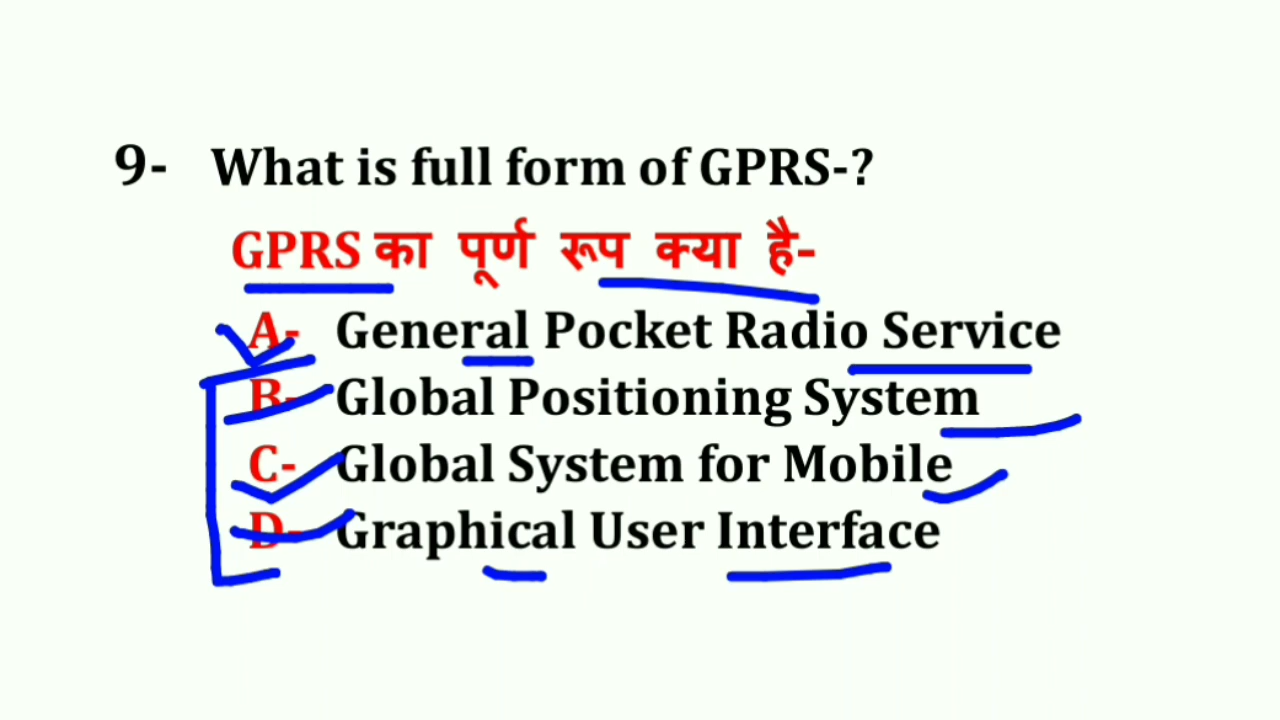 9- What is full form of GPRS-?
GPRS का पूर्ण रूप क्या है-
A- General Pocket Radio Service
B- Global Positioning System
C- Global System for Mobile
D- Graphical User Interface